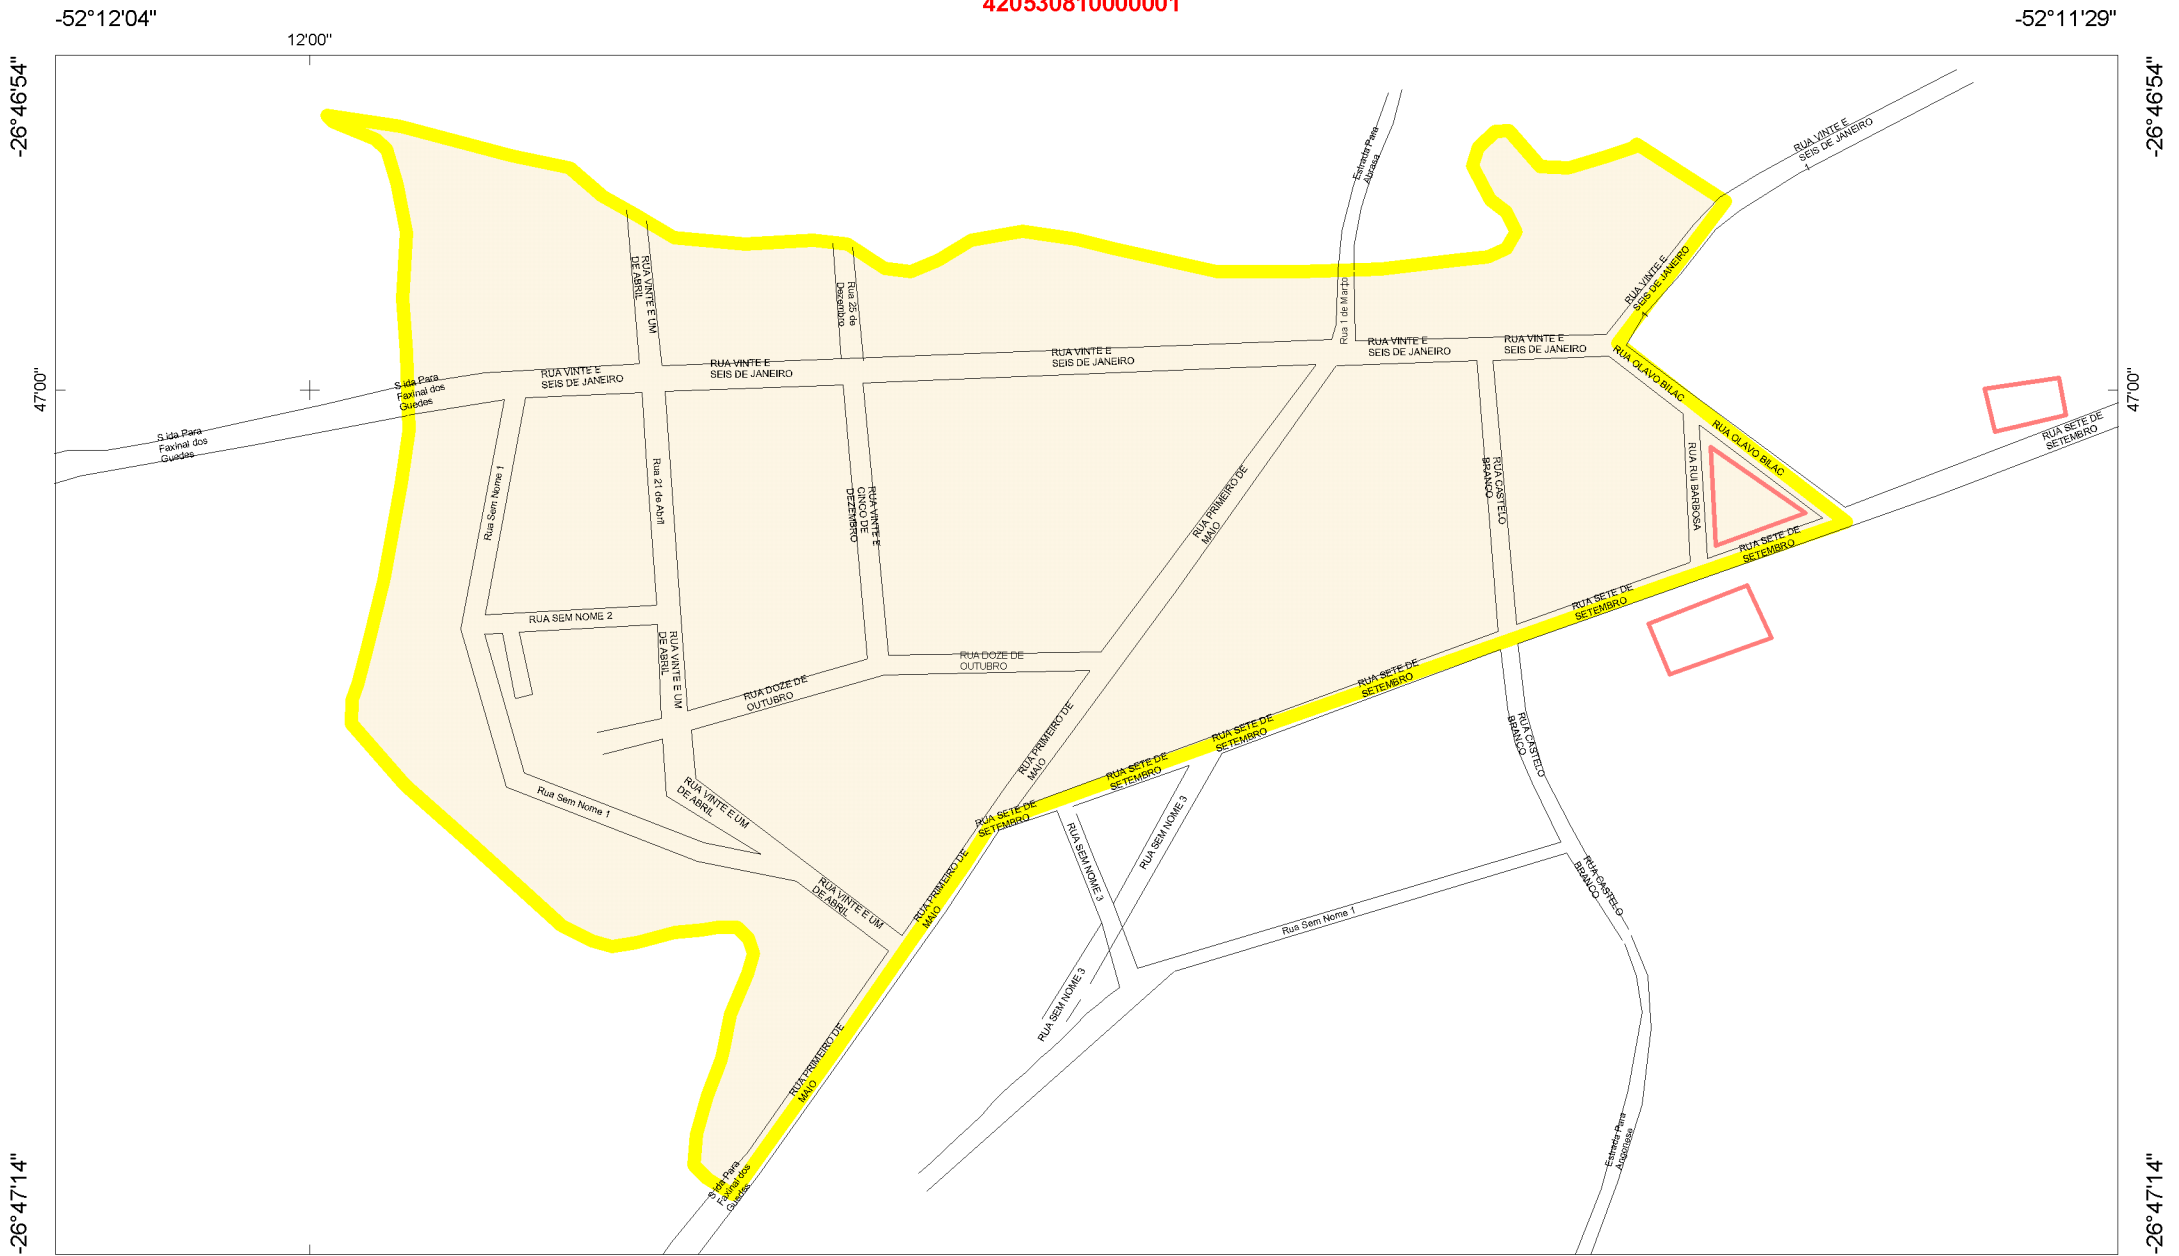 420530810000001
-52°12'04"
-52°11'29"
12'00"
-26°46'54"
-26°46'54"
RUA VINTE E
SEIS DE JANEIRO
1
Estrada Para
Abrasa
RUA VINTE E UM
DE ABRIL
Rua 25 de
Dezembro
Rua 1 de Março
RUA VINTE E
SEIS DE JANEIRO
1
RUA VINTE E
SEIS DE JANEIRO
RUA VINTE E
SEIS DE JANEIRO
RUA VINTE E
SEIS DE JANEIRO
RUA VINTE E
SEIS DE JANEIRO
RUA VINTE E
SEIS DE JANEIRO
RUA OLAVO BILAC
47'00"
47'00"
S ida Para
Faxinal dos
Guedes
S ida Para
Faxinal dos
Guedes
RUA OLAVO BILAC
RUA SETE DE
SETEMBRO
Rua Sem Nome 1
Rua 21 de Abril
RUA VINTE E
CINCO DE
DEZEMBRO
RUA PRIMEIRO DE
MAIO
RUA CASTELO
BRANCO
RUA RUI BARBOSA
RUA SETE DE
SETEMBRO
RUA SETE DE
SETEMBRO
RUA SEM NOME 2
RUA VINTE E UM
DE ABRIL
RUA DOZE DE
OUTUBRO
RUA DOZE DE
OUTUBRO
RUA SETE DE
SETEMBRO
RUA SETE DE
SETEMBRO
RUA PRIMEIRO DE
MAIO
RUA CASTELO
BRANCO
RUA SETE DE
SETEMBRO
RUA SETE DE
SETEMBRO
Rua Sem Nome 1
RUA VINTE E UM
DE ABRIL
RUA SEM NOME 3
RUA SEM NOME 3
RUA VINTE E UM
DE ABRIL
RUA PRIMEIRO DE
MAIO
RUA CASTELO
BRANCO
Rua Sem Nome 1
RUA SEM NOME 3
RUA PRIMEIRO DE
MAIO
Estrada Para
S ida Para
Faxinal dos
Guedes
-26°47'14"
-26°47'14"